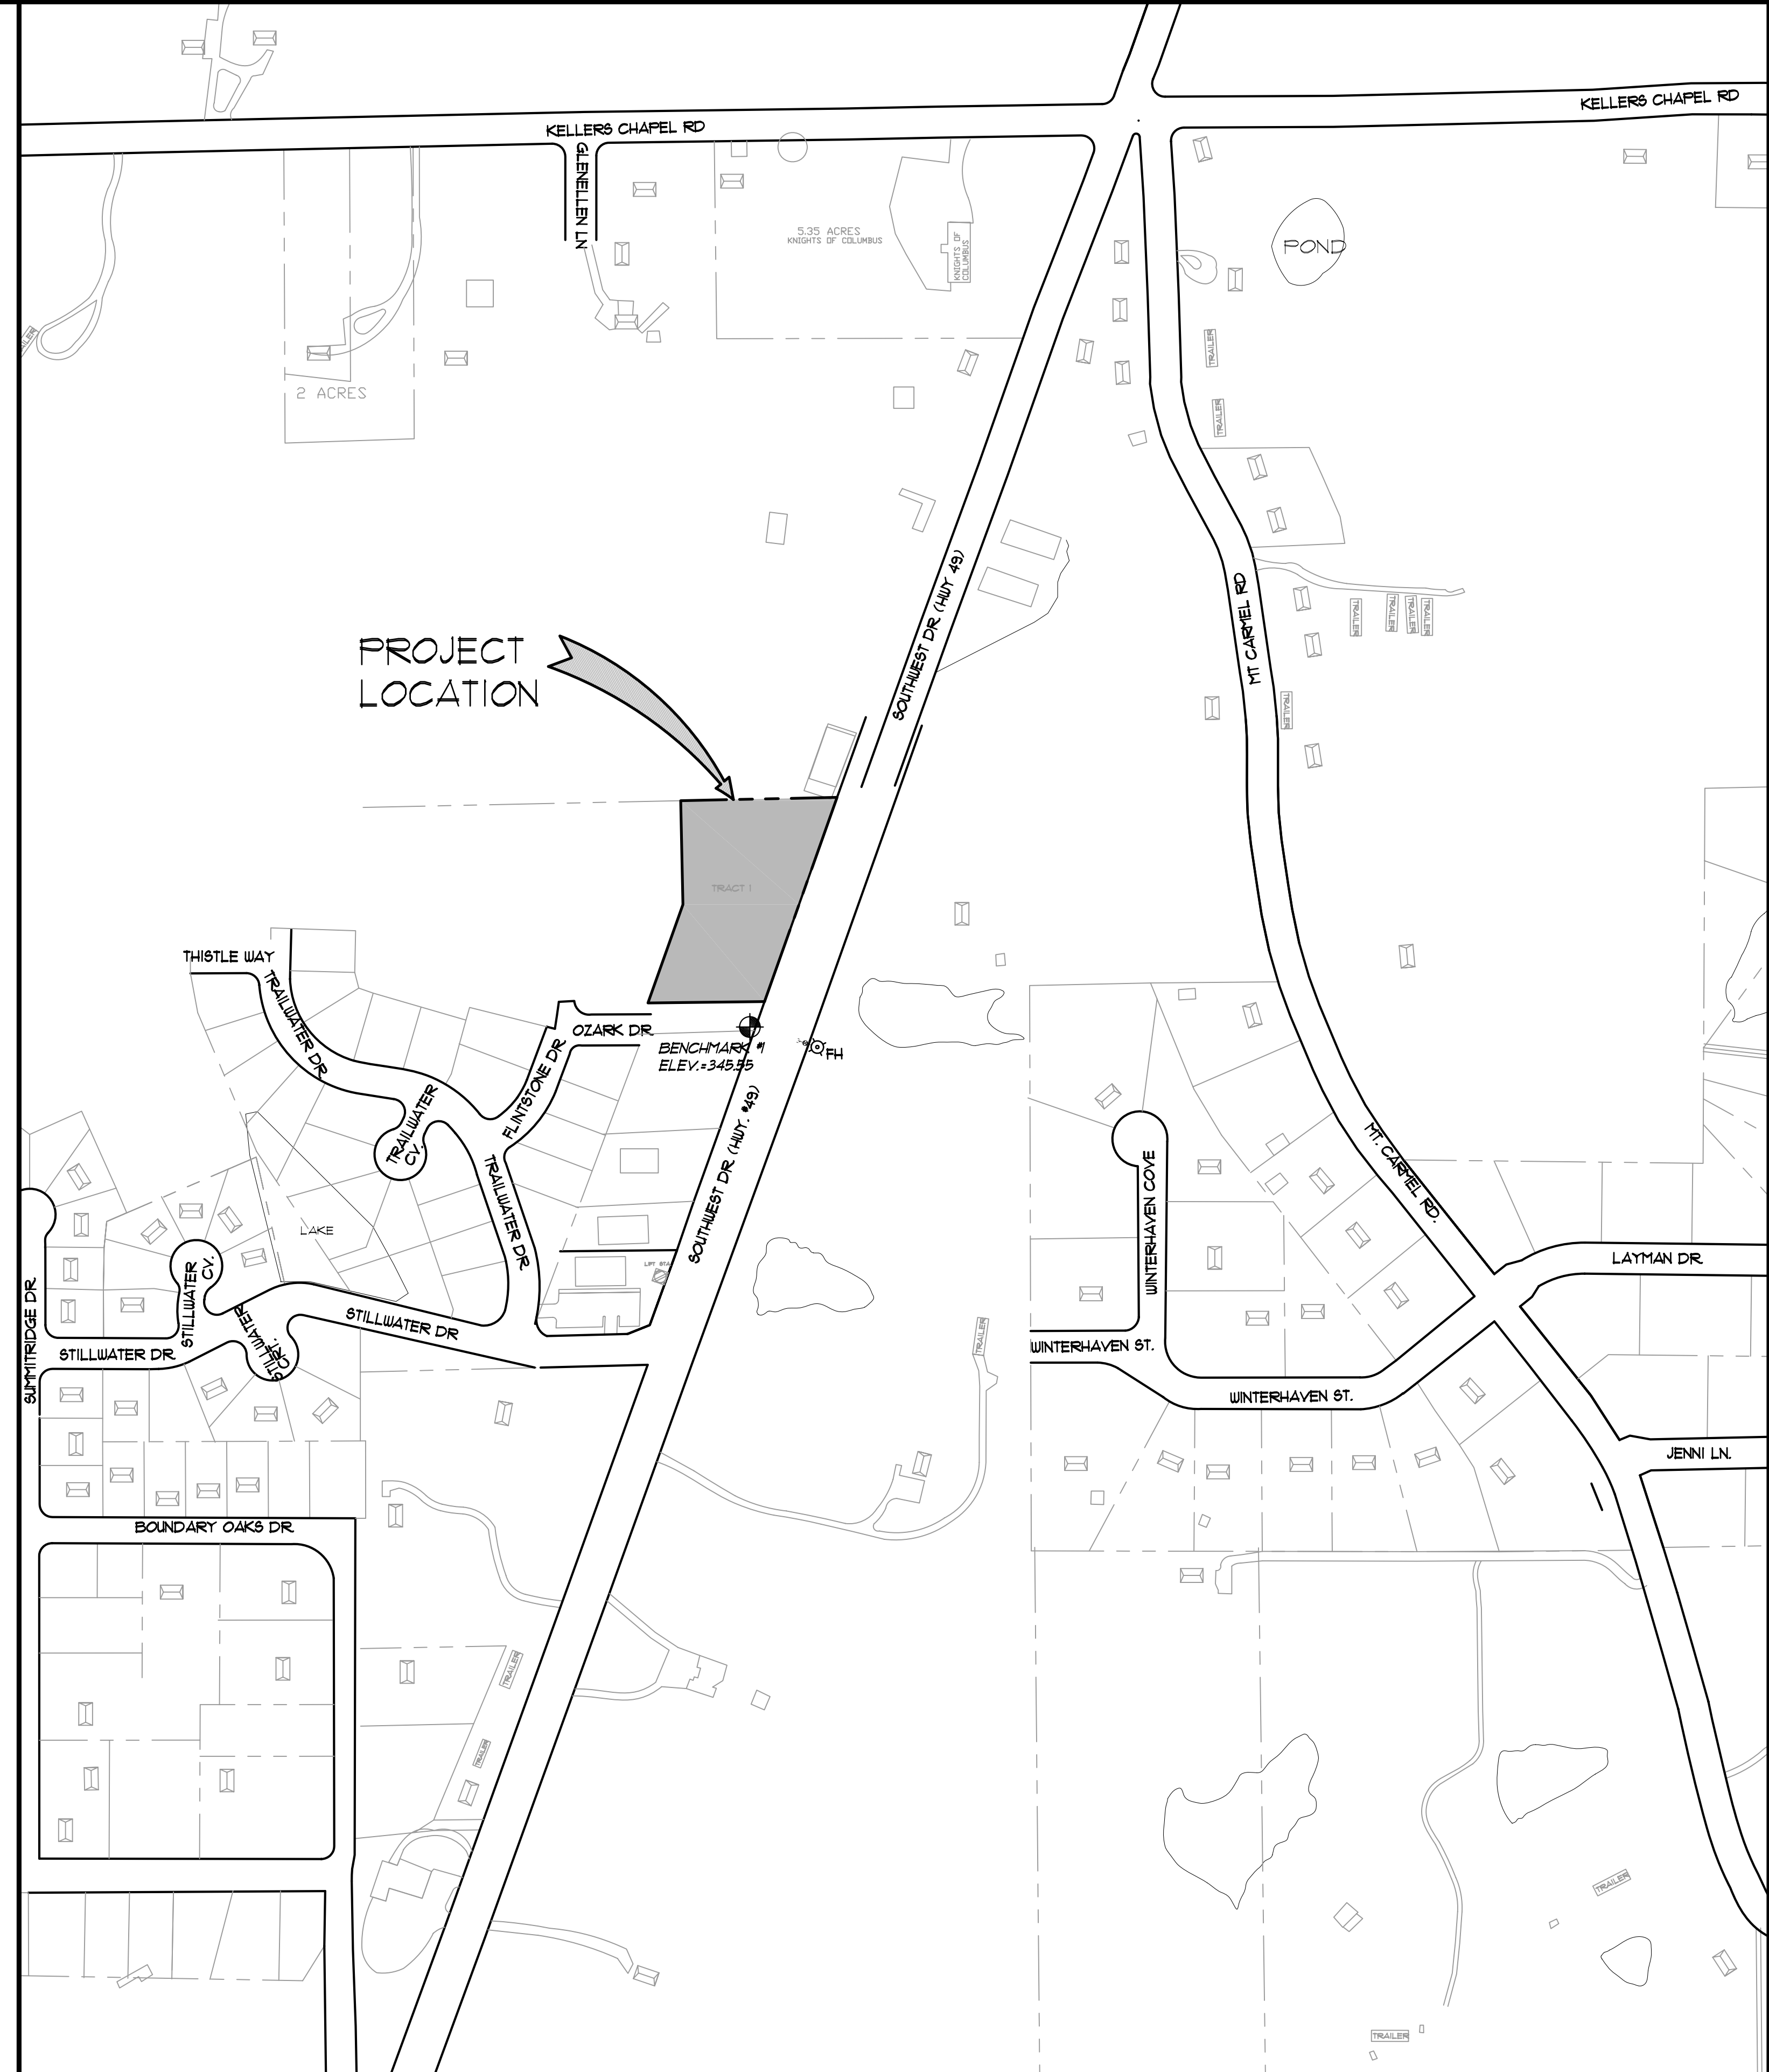 KELLERS CHAPEL RD
KELLERS CHAPEL RD
GLENELLEN LN
5.35 ACRES
KNIGHTS OF COLUMBUS
KNIGHTS OF
COLUMBUS
POND
TRAILER
2 ACRES
TRAILER
SOUTHWEST DR. (HWY 49)
MT CARMEL RD
TRAILER
TRAILER
TRAILER
TRAILER
PROJECT
LOCATION
TRAILER
TRACT 1
THISTLE WAY
TRAILWATER DR
OZARK DR.
BENCHMARK #1
ELEV.=345.55
FH
FLINTSTONE DR
TRAILWATER
CV.
TRAILWATER DR
SOUTHWEST DR (HWY. #49)
MT. CARMEL RD.
WINTERHAVEN COVE
LAKE
LAYMAN DR.
LIFT STA
STILLWATER
CV.
SUMMITRIDGE DR
STILLWATER
CRT.
STILLWATER DR
STILLWATER DR.
TRAILER
WINTERHAVEN ST.
WINTERHAVEN ST.
JENNI LN.
BOUNDARY OAKS DR.
TRAILER
TRAILER
TRAILER
TRAILER